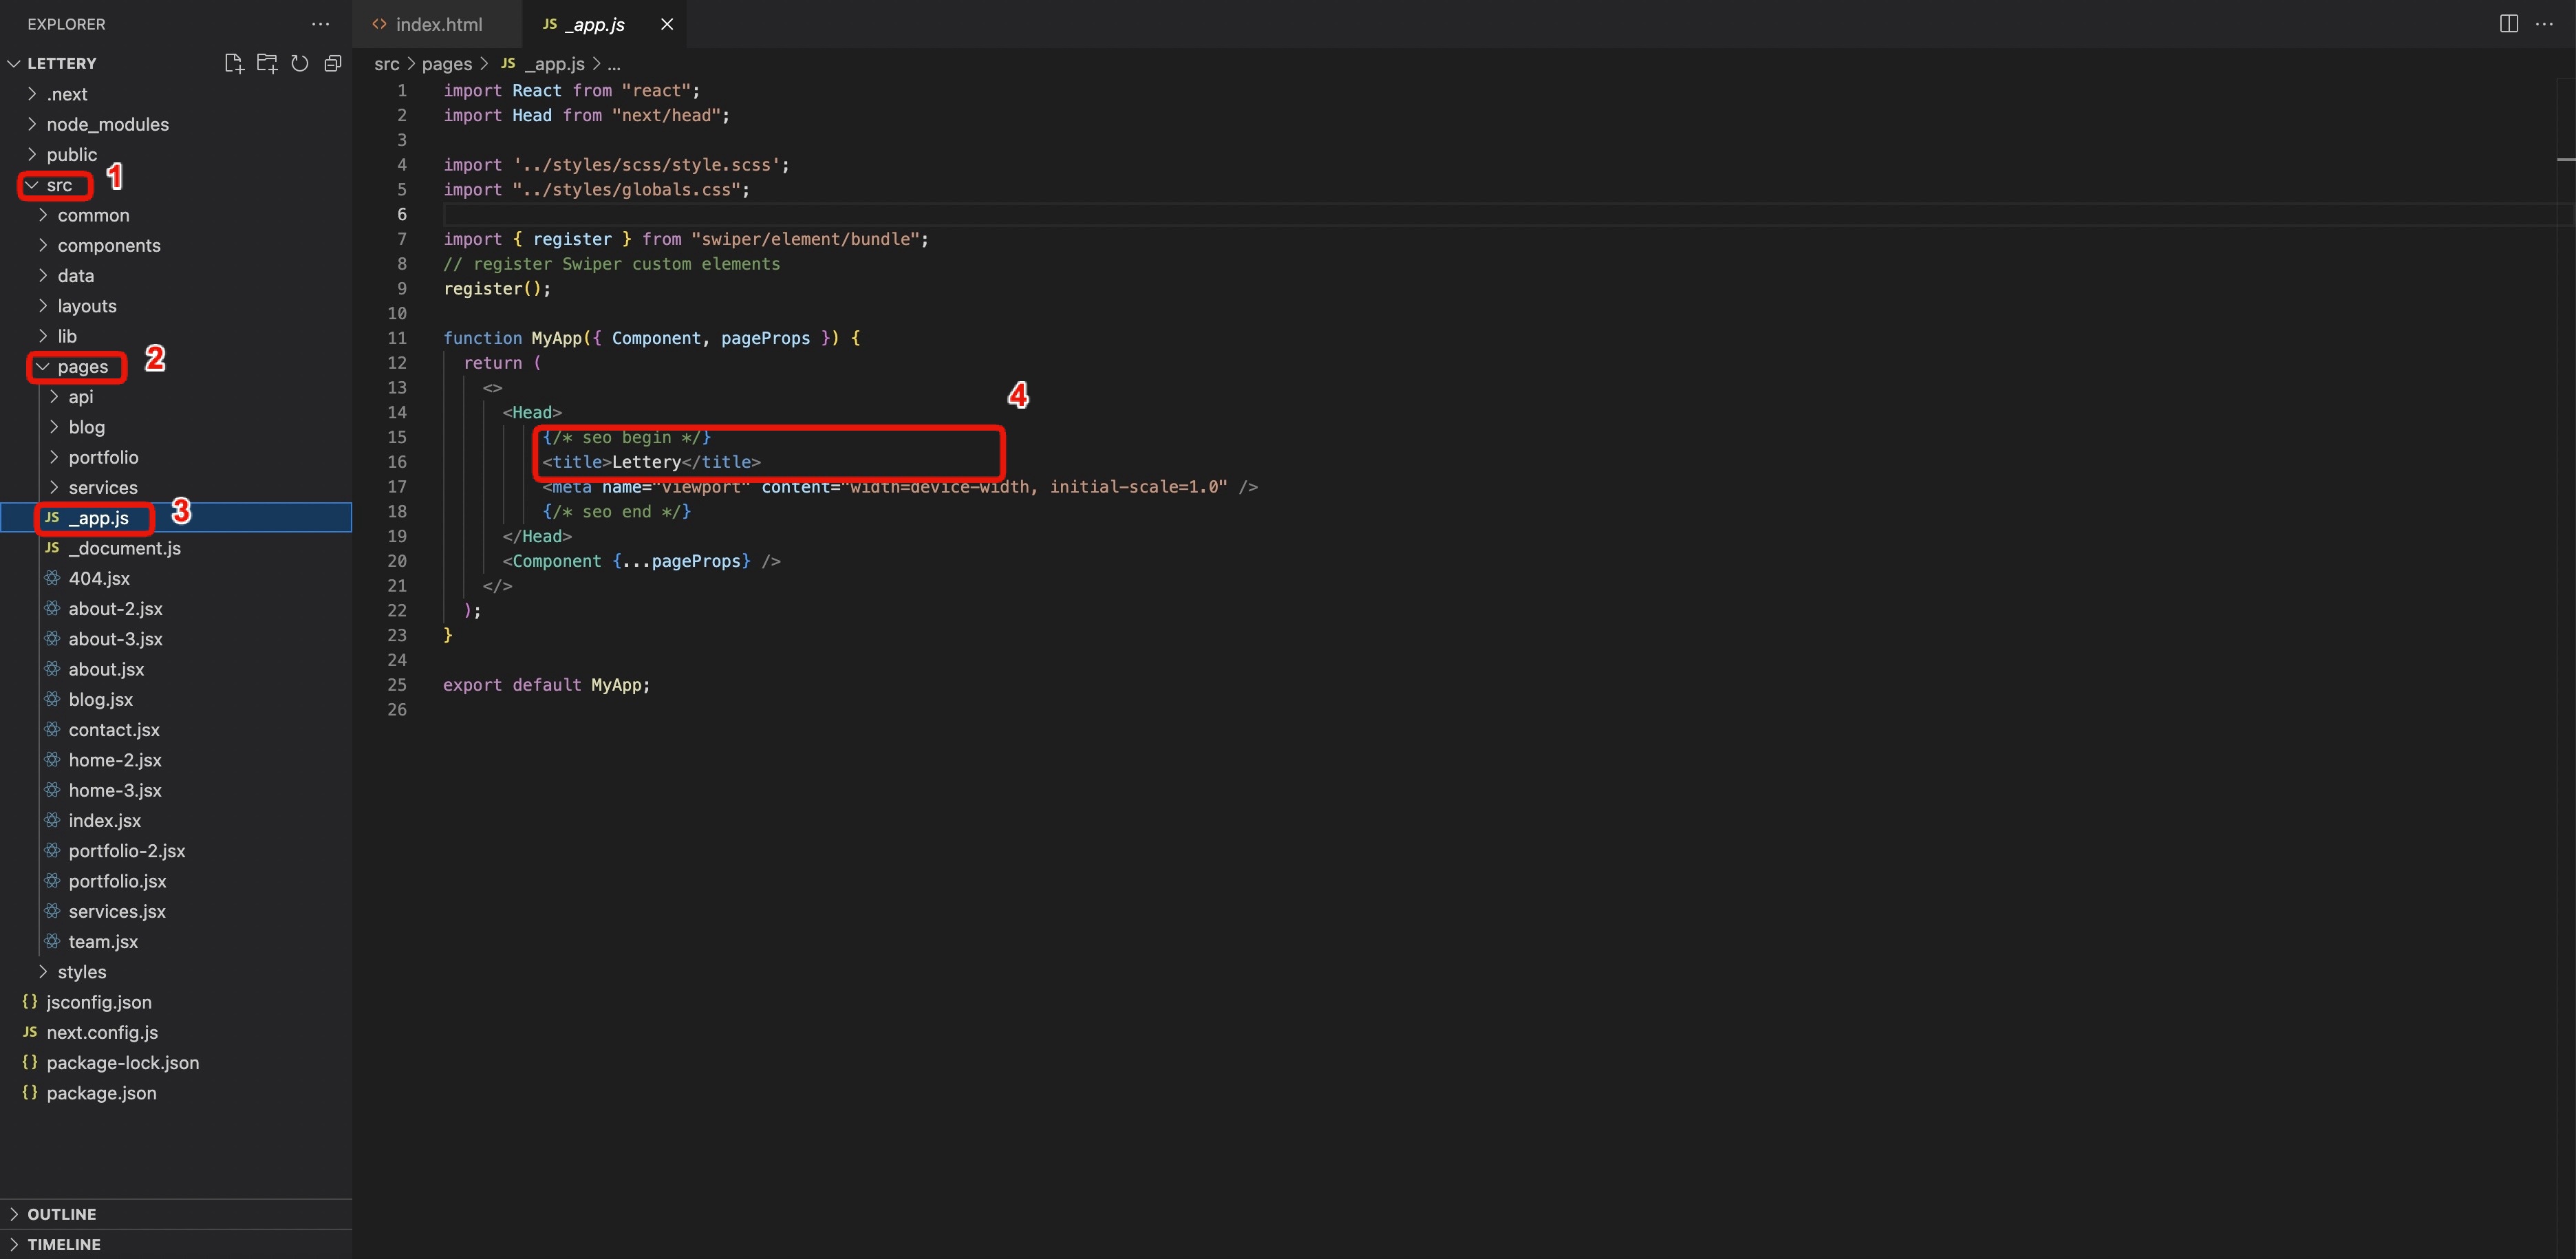 EXPLORER
LETTERY
.next
node_modules
public
src 1
common
components
data
layouts
lib
pages 2
api
blog
portfolio
services
JS _app.js 3
JS _document.js
404.jsx
about-2.jsx
about-3.jsx
about.jsx
blog.jsx
contact.jsx
home-2.jsx
home-3.jsx
index.jsx
portfolio-2.jsx
portfolio.jsx
services.jsx
team.jsx
styles
{} jsconfig.json
JS next.config.js
{} package-lock.json
{} package.json
OUTLINE
TIMELINE
<> index.html
JS _app.js
src > pages > JS _app.js > ...
1 import React from "react";
2 import Head from "next/head";
3
4 import '../styles/scss/style.scss';
5 import "../styles/globals.css";
6
7 import { register } from "swiper/element/bundle";
8 // register Swiper custom elements
9 register();
10
11 function MyApp({ Component, pageProps }) {
12 return (
13 <>
4
14 <Head>
15 {/* seo begin */}
16 <title>Lettery</title>
17 <meta name="viewport" content="width=device-width, initial-scale=1.0" />
18 {/* seo end */}
19 </Head>
20 <Component {...pageProps} />
21 </>
22 );
23 }
24
25 export default MyApp;
26